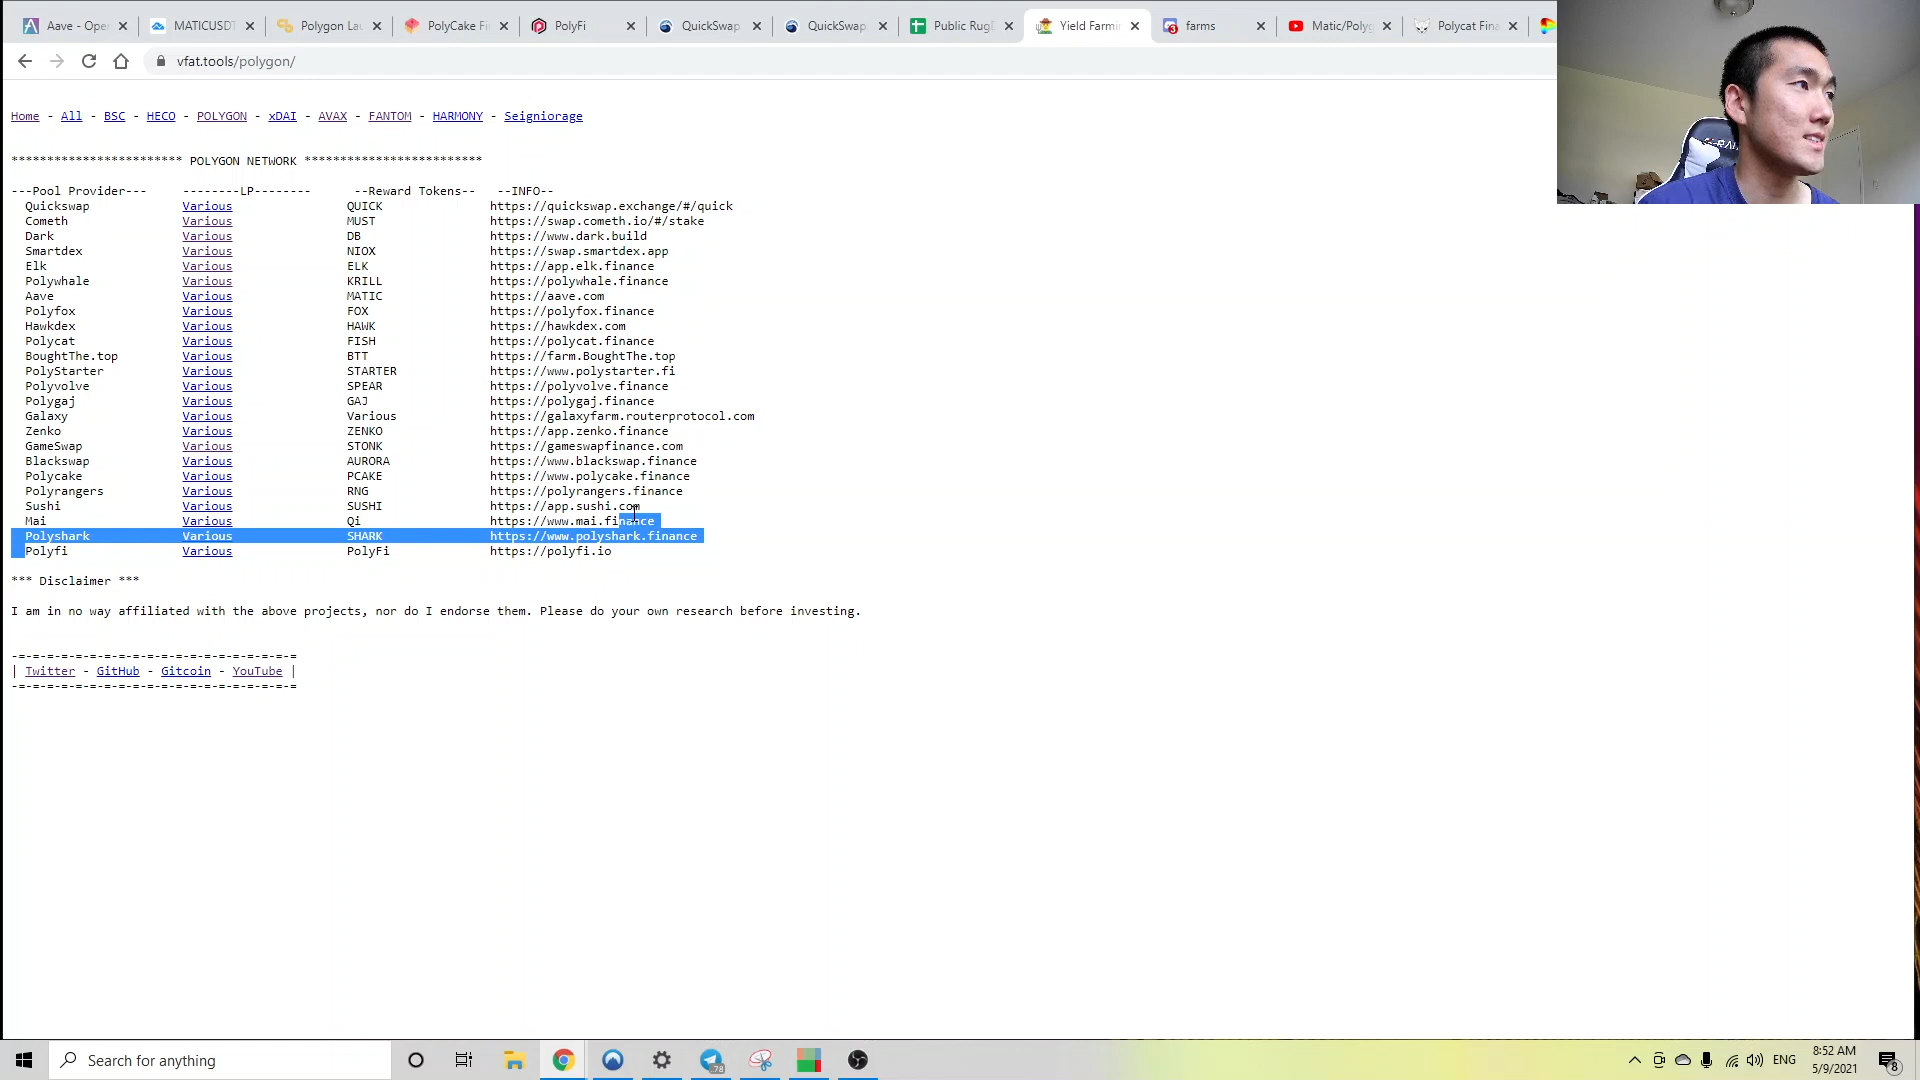 Aave - Open
MATICUSDT
Polygon La
PolyCake Fi
PolyFi
QuickSwap
QuickSwap
Public Rug
Yield Farmin
farms
Matic/Polyg
Polycat Fina
vfat.tools/polygon/
Home - All - BSC - HECO - POLYGON - xDAI - AVAX - FANTOM - HARMONY - Seigniorage
************************ POLYGON NETWORK *************************
---Pool Provider--- --------LP-------- --Reward Tokens-- --INFO--
Quickswap Various QUICK https://quickswap.exchange/#/quick
Cometh Various MUST https://swap.cometh.io/#/stake
Dark Various DB https://www.dark.build
Smartdex Various NIOX https://swap.smartdex.app
Elk Various ELK https://app.elk.finance
Polywhale Various KRILL https://polywhale.finance
Aave Various MATIC https://aave.com
Polyfox Various FOX https://polyfox.finance
Hawkdex Various HAWK https://hawkdex.com
Polycat Various FISH https://polycat.finance
BoughtThe.top Various BTT https://farm.BoughtThe.top
PolyStarter Various STARTER https://www.polystarter.fi
Polyvolve Various SPEAR https://polyvolve.finance
Polygaj Various GAJ https://polygaj.finance
Galaxy Various Various https://galaxyfarm.routerprotocol.com
Zenko Various ZENKO https://app.zenko.finance
GameSwap Various STONK https://gameswapfinance.com
Blackswap Various AURORA https://www.blackswap.finance
Polycake Various PCAKE https://www.polycake.finance
Polyrangers Various RNG https://polyrangers.finance
Sushi Various SUSHI https://app.sushi.com
Mai Various Qi https://www.mai.finance
Polyshark Various SHARK https://www.polyshark.finance
Polyfi Various PolyFi https://polyfi.io
*** Disclaimer ***
I am in no way affiliated with the above projects, nor do I endorse them. Please do your own research before investing.
-=-=-=-=-=-=-=-=-=-=-=-=-=-=-=-=-=-=-=-=
| Twitter - GitHub - Gitcoin - YouTube |
-=-=-=-=-=-=-=-=-=-=-=-=-=-=-=-=-=-=-=-=
Search for anything
78
ENG
8:52 AM
5/9/2021
8